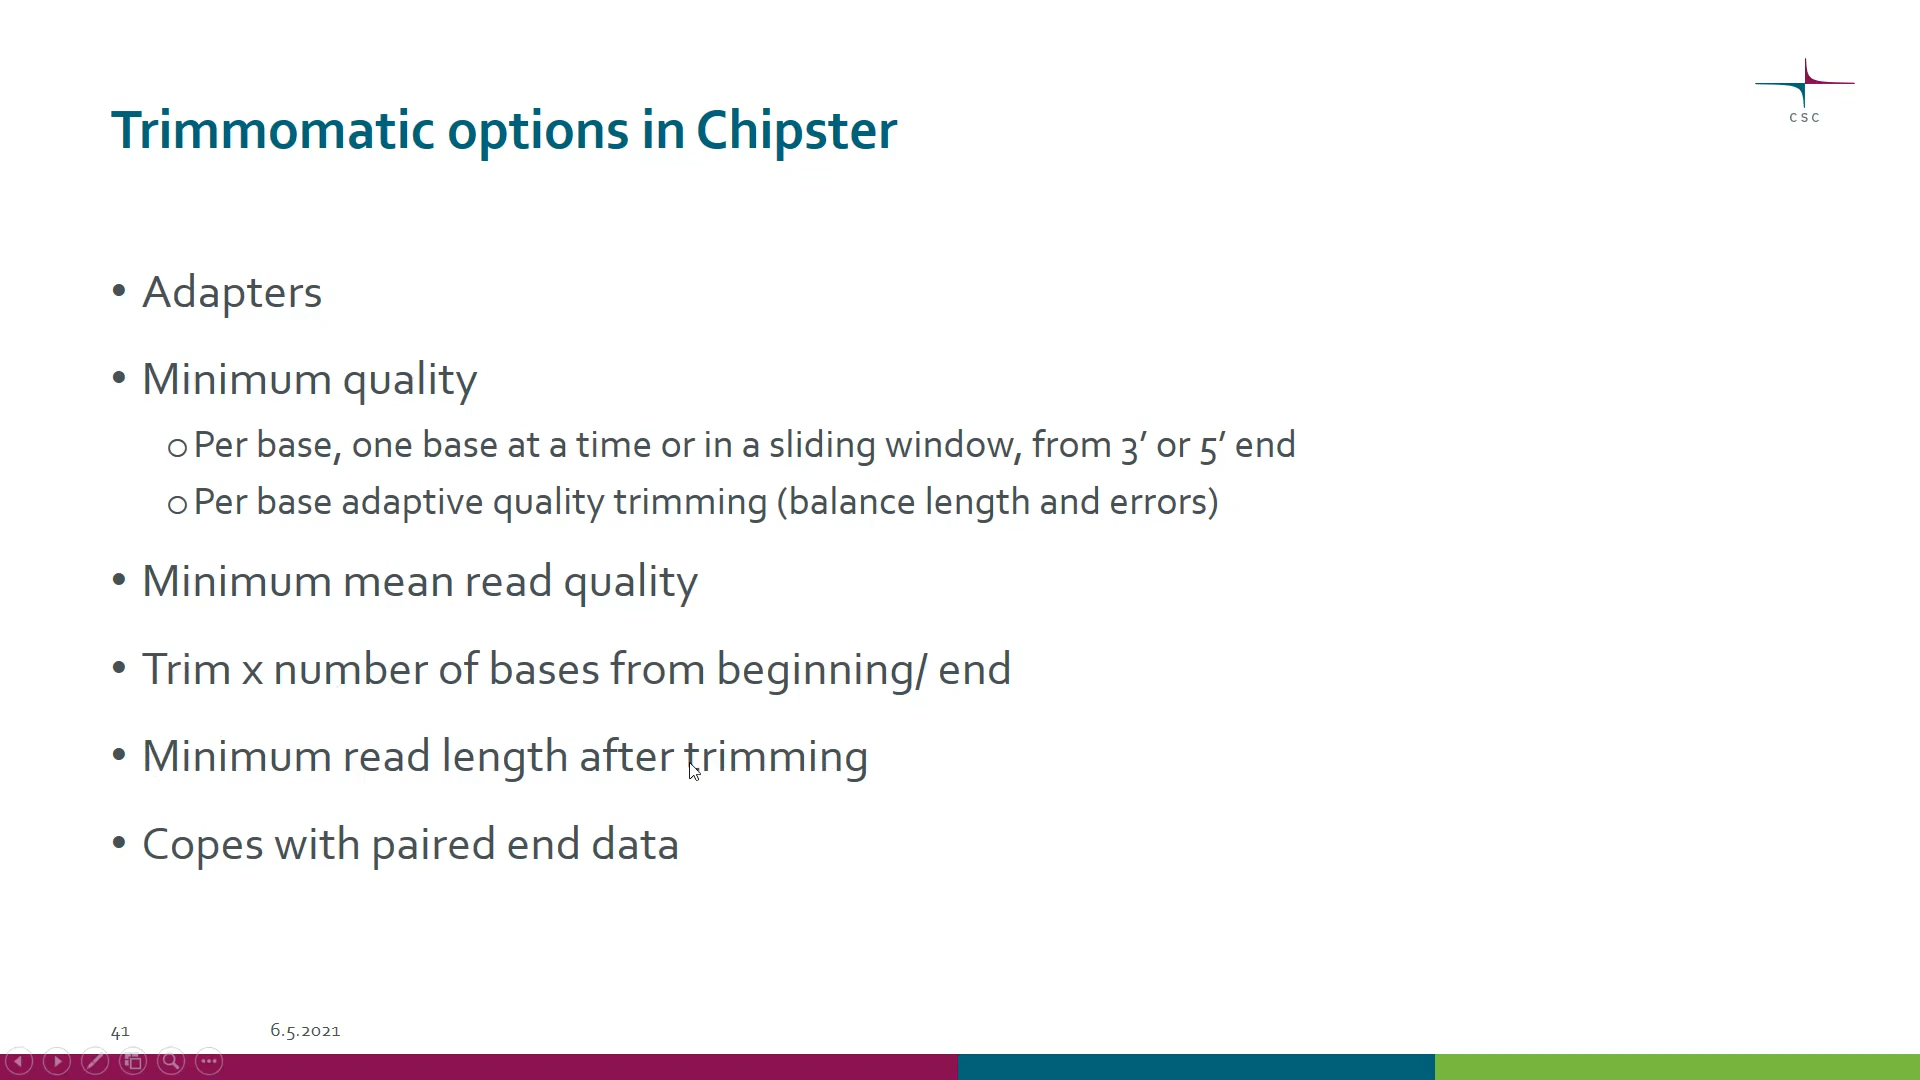 CSC
Trimmomatic options in Chipster
• Adapters
• Minimum quality
o Per base, one base at a time or in a sliding window, from 3’ or 5’ end
o Per base adaptive quality trimming (balance length and errors)
• Minimum mean read quality
• Trim x number of bases from beginning/ end
• Minimum read length after trimming
• Copes with paired end data
41 6.5.2021